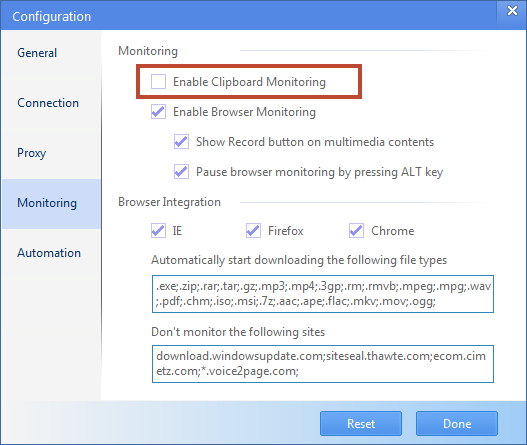 Configuration
General
Connection
Proxy
Monitoring
Automation
Monitoring
Enable Clipboard Monitoring
Enable Browser Monitoring
Show Record button on multimedia contents
Pause browser monitoring by pressing ALT key
Browser Integration
IE Firefox Chrome
Automatically start downloading the following file types
.exe;.zip;.rar;.tar;.gz;.mp3;.mp4;.3gp;.rm;.rmvb;.mpeg;.mpg;.wav
;.pdf;.chm;.iso;.msi;.7z;.aac;.ape;.flac;.mkv;.mov;.ogg;
Don't monitor the following sites
download.windowsupdate.com;siteseal.thawte.com;ecom.cim
etz.com;*.voice2page.com;
Reset Done